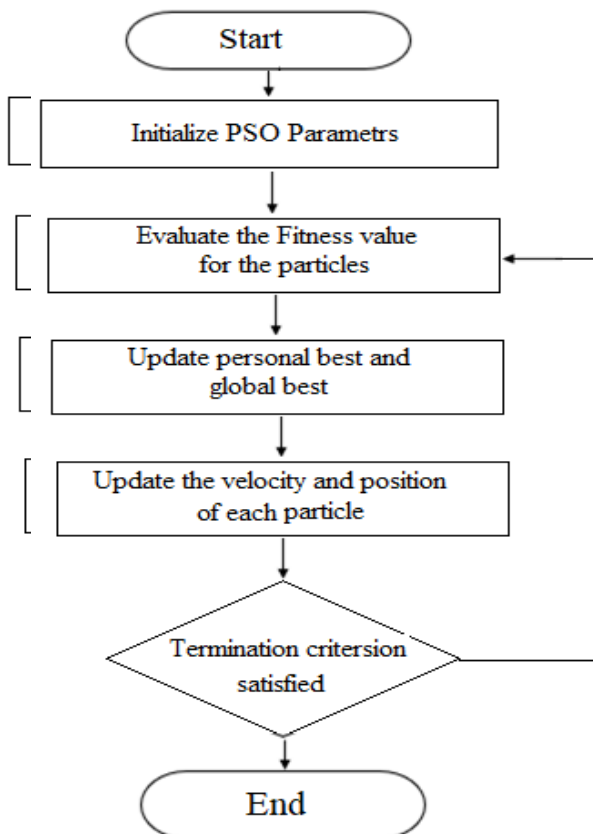 Start
Initialize PSO Parametrs
Evaluate the Fitness value
for the particles
Update personal best and
global best
Update the velocity and position
of each particle
Termination critersion
satisfied
End